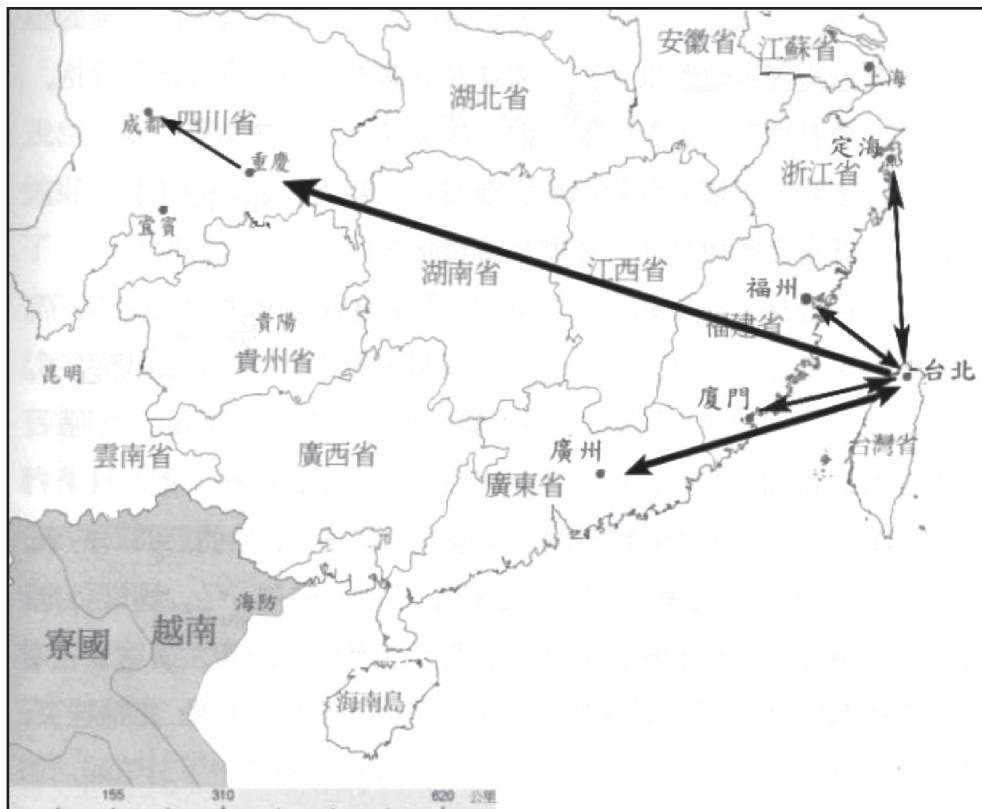 安徽省
江蘇省
上海
湖北省
成都
四川省
重慶
定海
浙江省
宜賓
湖南省
江西省
福州
福建省
貴陽
貴州省
昆明
台北
廈門
台灣省
雲南省
廣西省
廣州
廣東省
海防
寮國
越南
海南島
155 310 620 公里